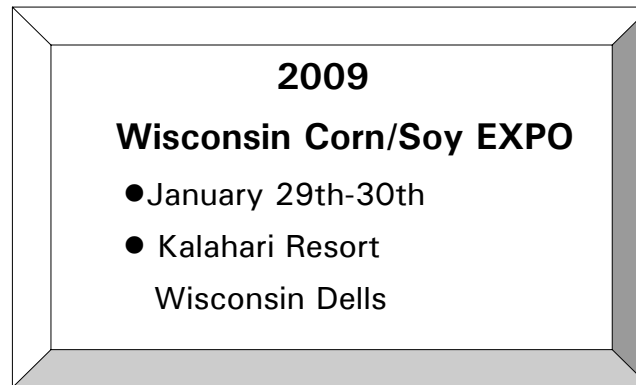 2009
Wisconsin Corn/Soy EXPO
●January 29th-30th
● Kalahari Resort
Wisconsin Dells